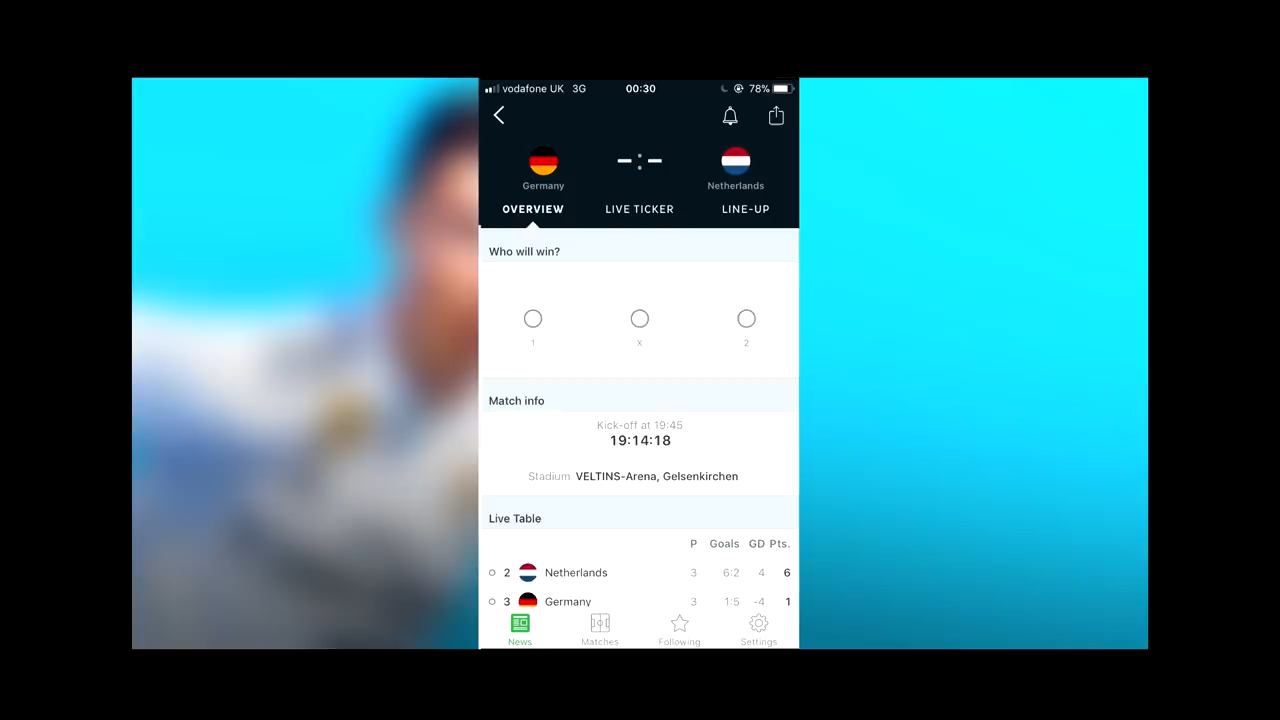 vodafone UK 3G 00:30 78%
– : –
Germany Netherlands
OVERVIEW LIVE TICKER LINE-UP
Who will win?
1 X 2
Match info
Kick-off at 19:45
19:14:18
Stadium VELTINS-Arena, Gelsenkirchen
Live Table
P Goals GD Pts.
2 Netherlands 3 6:2 4 6
3 Germany 3 1:5 -4 1
News Matches Following Settings